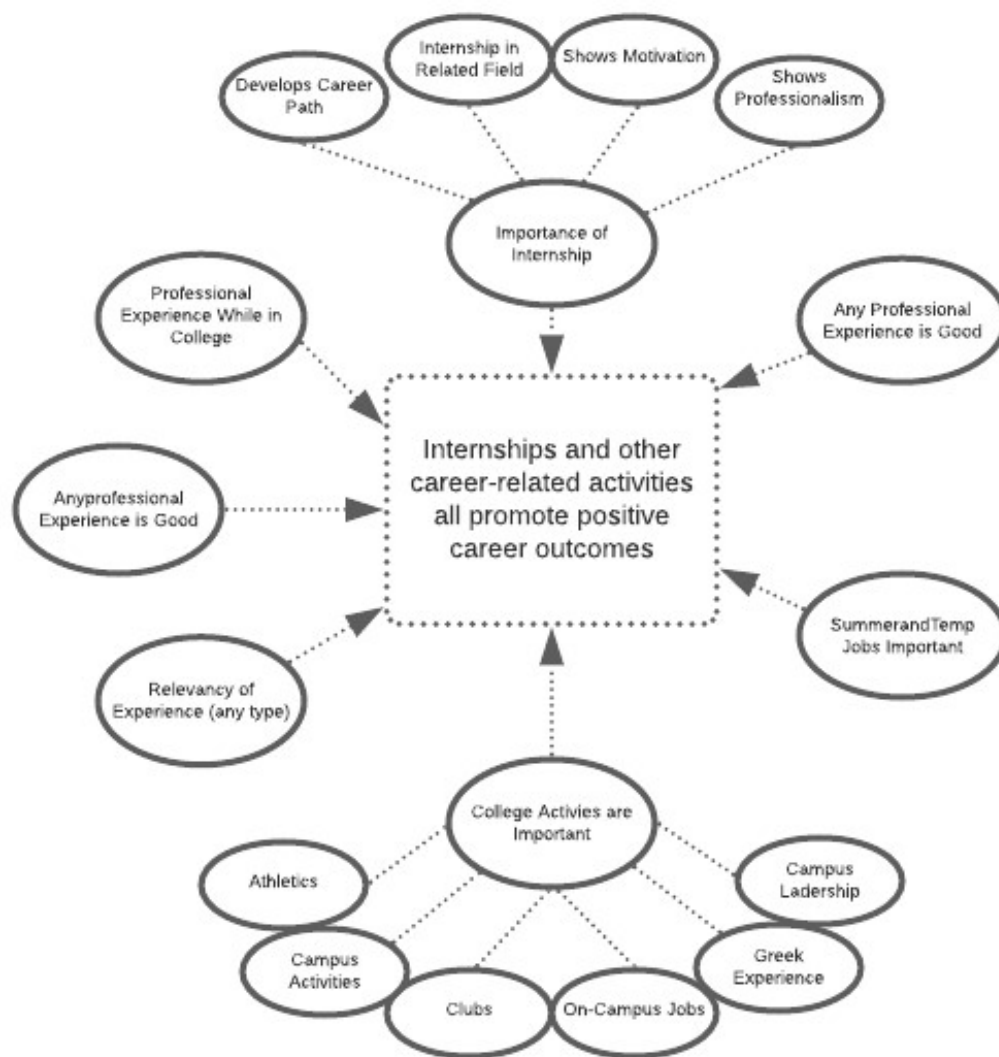 Internship in
Related Field
Shows Motivation
Develops Career
Path
Shows
Professionalism
Importance of
Internship
Professional
Experience While in
College
Any Professional
Experience is Good
Internships and other
career-related activities
all promote positive
career outcomes
Anyprofessional
Experience is Good
SummerandTemp
Jobs Important
Relevancy of
Experience (any type)
College Activies are
Important
Athletics
Campus
Ladership
Campus
Activities
Greek
Experience
Clubs
On-Campus Jobs